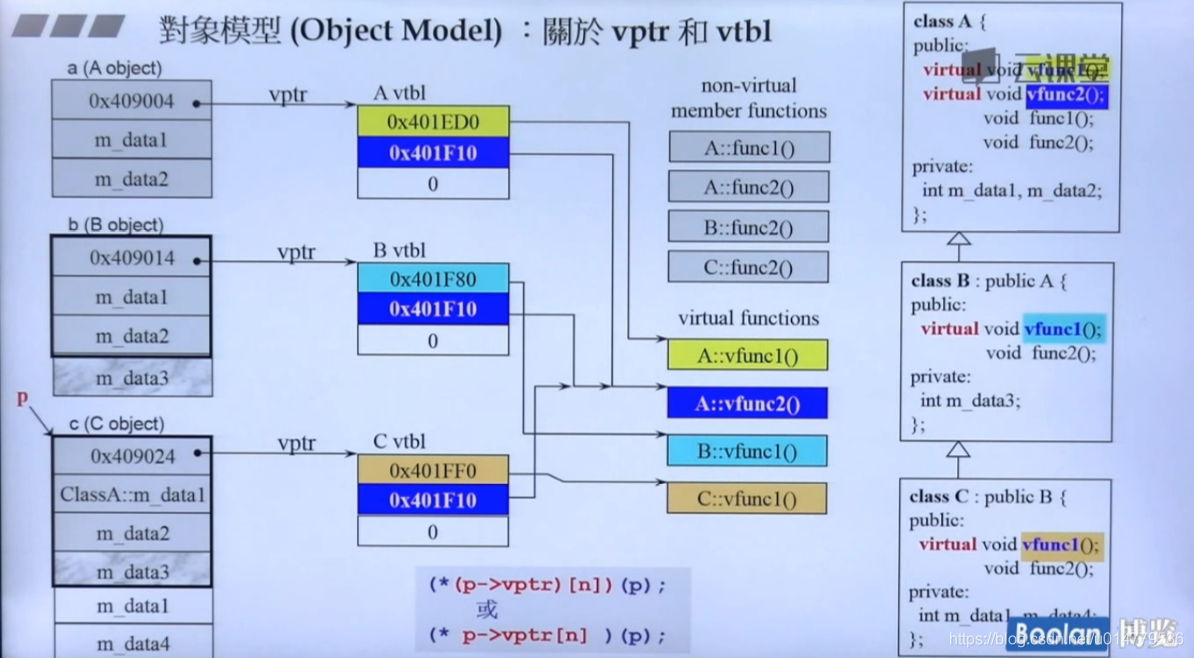 對象模型 (Object Model) ：關於 vptr 和 vtbl
a (A object)
0x409004
m_data1
m_data2
vptr
A vtbl
0x401ED0
0x401F10
0
b (B object)
0x409014
m_data1
m_data2
m_data3
vptr
B vtbl
0x401F80
0x401F10
0
p
c (C object)
0x409024
ClassA::m_data1
m_data2
m_data3
m_data1
m_data4
vptr
C vtbl
0x401FF0
0x401F10
0
(*(p->vptr)[n])(p);
或
(* p->vptr[n] )(p);
non-virtual
member functions
A::func1()
A::func2()
B::func2()
C::func2()
virtual functions
A::vfunc1()
A::vfunc2()
B::vfunc1()
C::vfunc1()
class A {
public:
virtual void vfunc1();
virtual void vfunc2();
void func1();
void func2();
private:
int m_data1, m_data2;
};
云课堂
class B : public A {
public:
virtual void vfunc1();
void func2();
private:
int m_data3;
};
class C : public B {
public:
virtual void vfunc1();
void func2();
private:
int m_data1, m_data4;
};
Boolan 博览